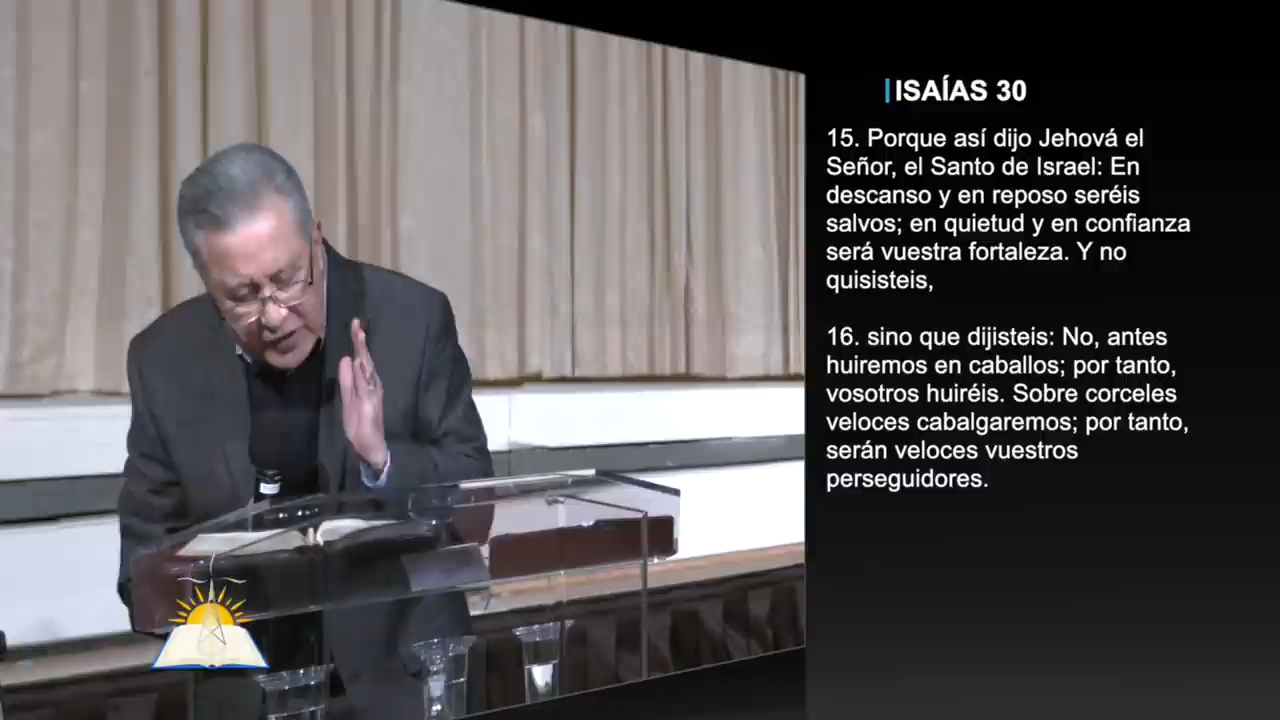 ISAÍAS 30
15. Porque así dijo Jehová el
Señor, el Santo de Israel: En
descanso y en reposo seréis
salvos; en quietud y en confianza
será vuestra fortaleza. Y no
quisisteis,
16. sino que dijisteis: No, antes
huiremos en caballos; por tanto,
vosotros huiréis. Sobre corceles
veloces cabalgaremos; por tanto,
serán veloces vuestros
perseguidores.